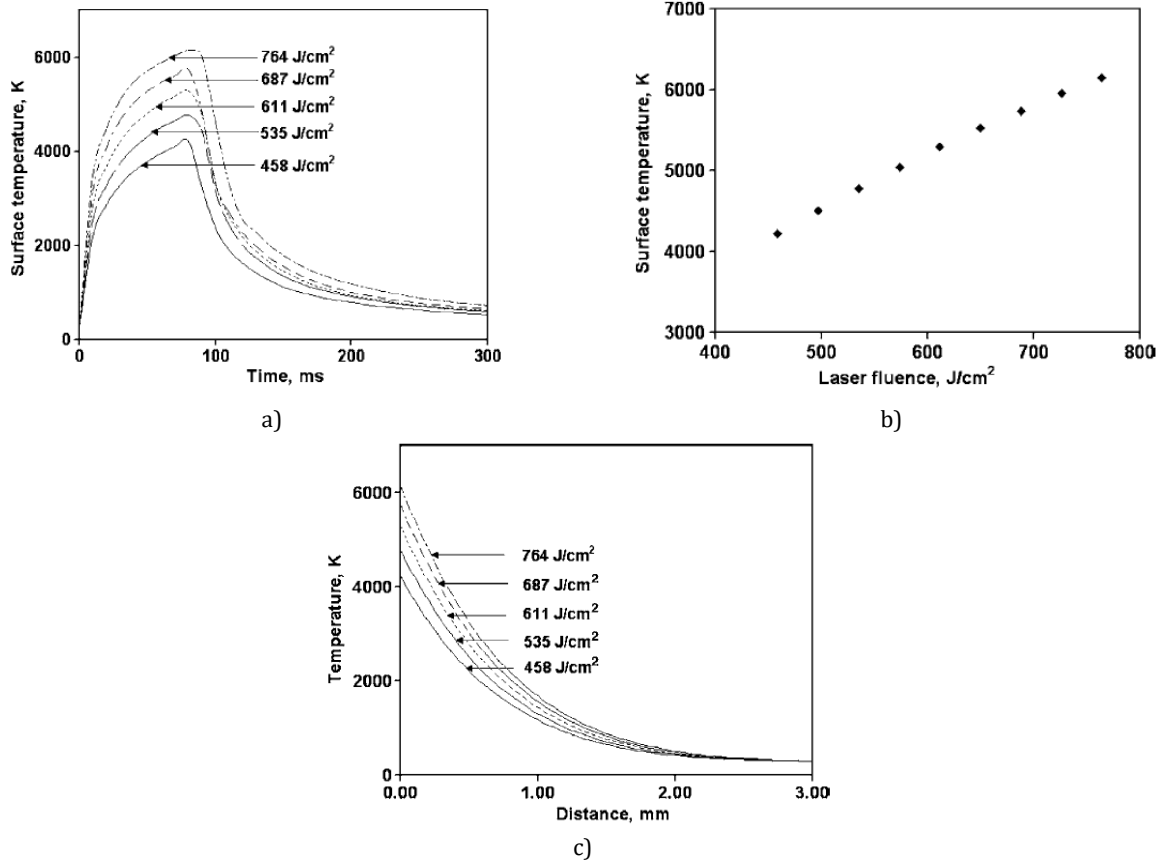 6000
4000
2000
0
0
100
200
300
Surface temperature, K
Time, ms
764 J/cm²
687 J/cm²
611 J/cm²
535 J/cm²
458 J/cm²
a)
7000
6000
5000
4000
3000
400
500
600
700
800
Surface temperature, K
Laser fluence, J/cm²
b)
6000
4000
2000
0
0.00
1.00
2.00
3.00
Temperature, K
Distance, mm
764 J/cm²
687 J/cm²
611 J/cm²
535 J/cm²
458 J/cm²
c)